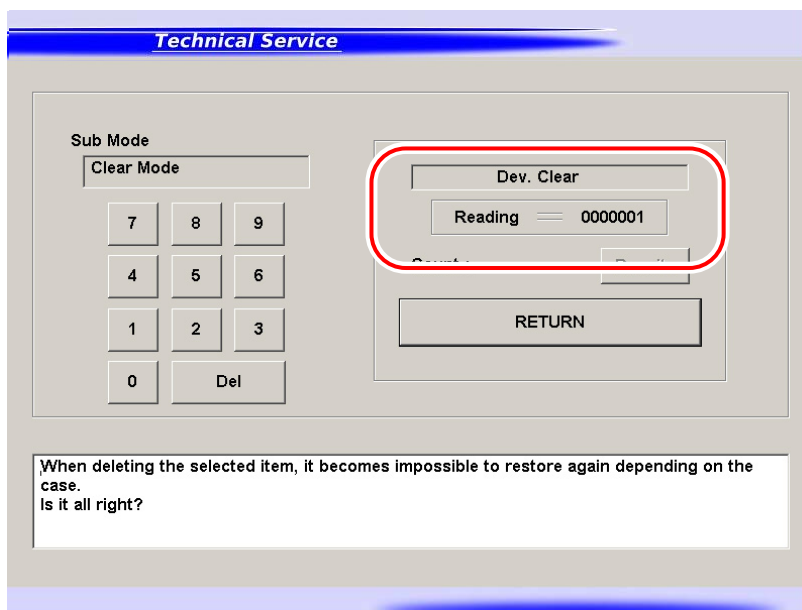 Technical Service
Sub Mode
Clear Mode
7 8 9
4 5 6
1 2 3
0 Del
Dev. Clear
Reading 0000001
RETURN
When deleting the selected item, it becomes impossible to restore again depending on the
case.
Is it all right?